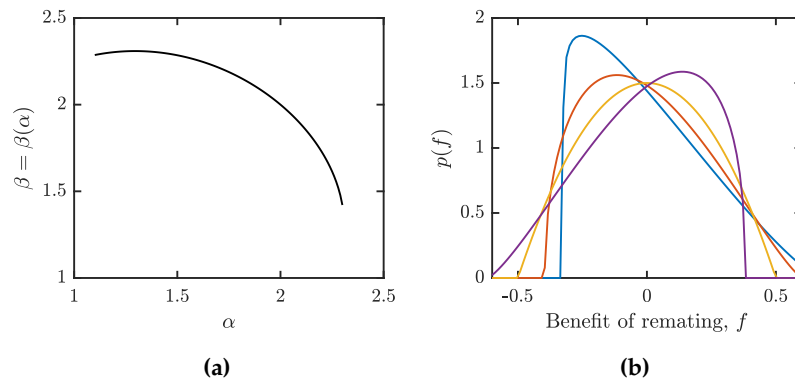 2.5
2
1.5
1
1
1.5
2
2.5
β = β(α)
α
(a)
2
1.5
1
0.5
0
-0.5
0
0.5
p(f)
Benefit of remating, f
(b)